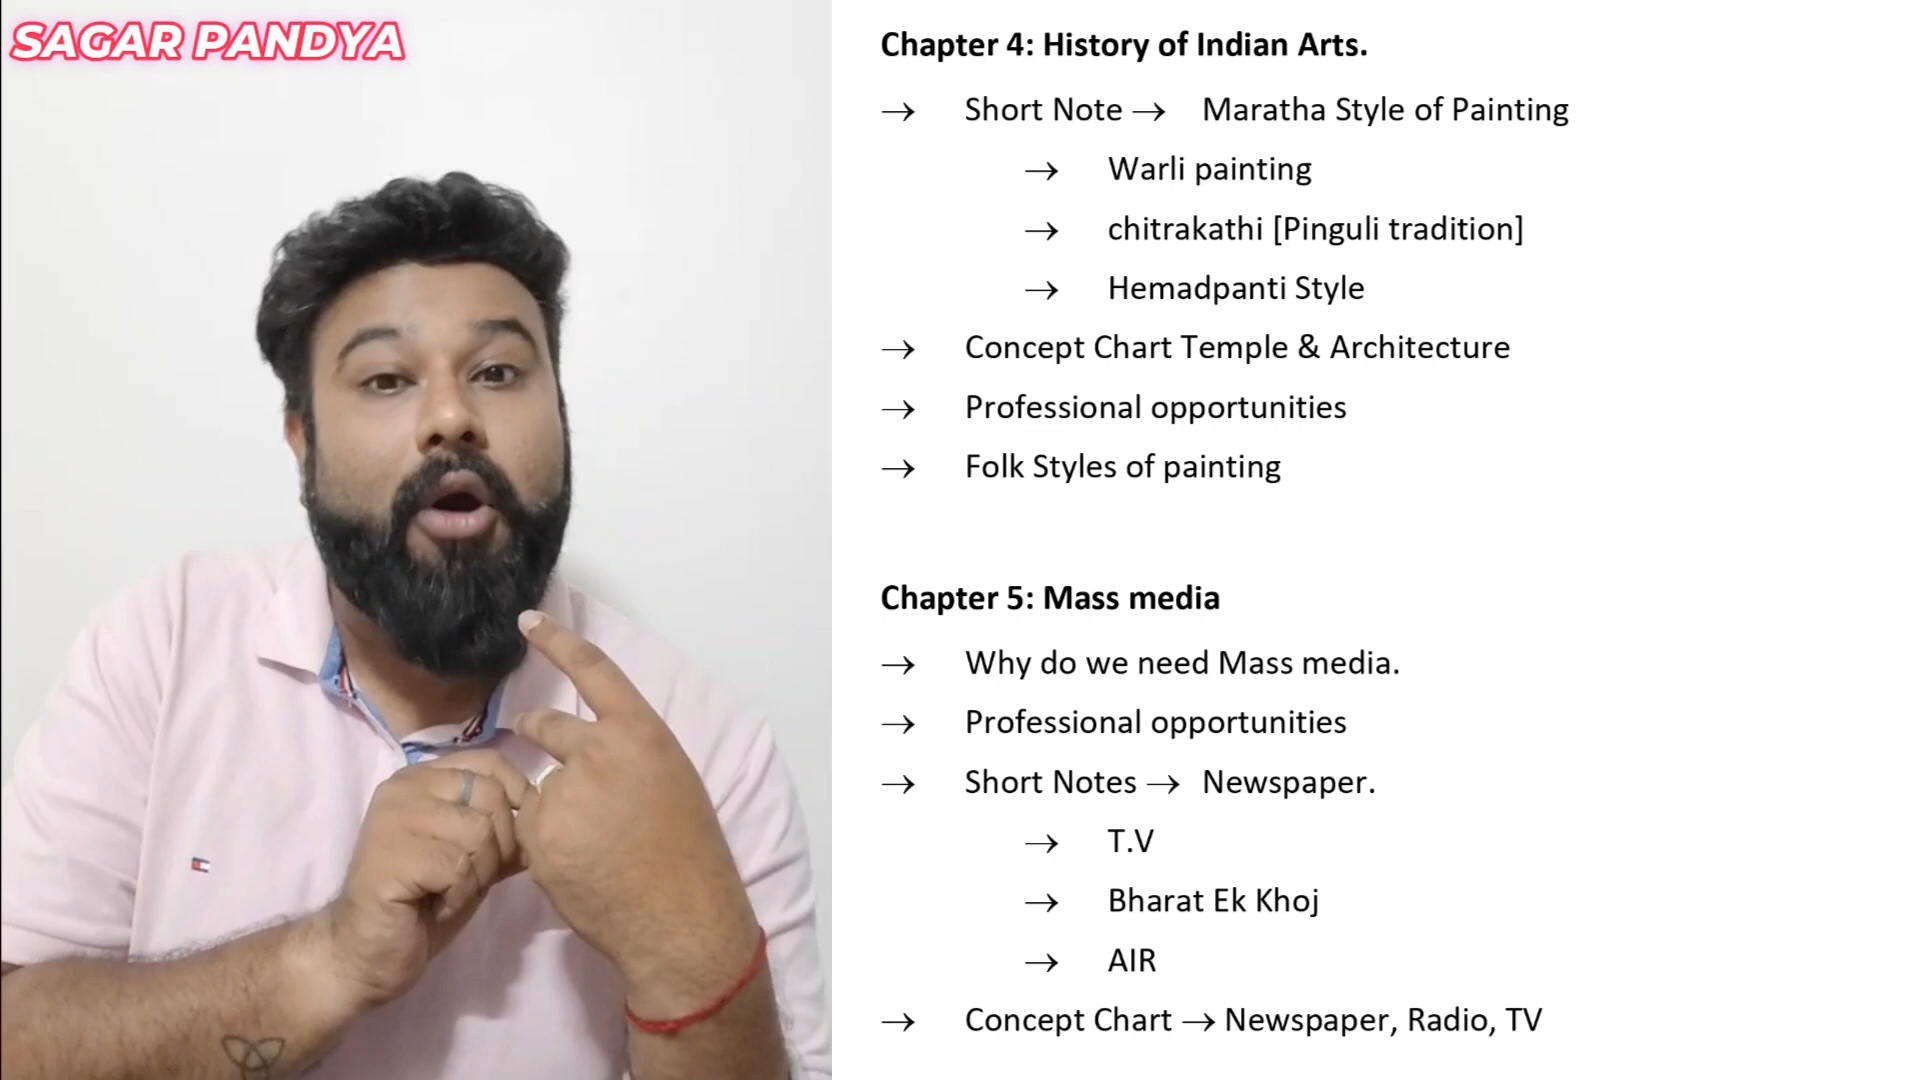 SAGAR PANDYA
Chapter 4: History of Indian Arts.
→ Short Note → Maratha Style of Painting
→ Warli painting
→ chitrakathi [Pinguli tradition]
→ Hemadpanti Style
→ Concept Chart Temple & Architecture
→ Professional opportunities
→ Folk Styles of painting
Chapter 5: Mass media
→ Why do we need Mass media.
→ Professional opportunities
→ Short Notes → Newspaper.
→ T.V
→ Bharat Ek Khoj
→ AIR
→ Concept Chart → Newspaper, Radio, TV